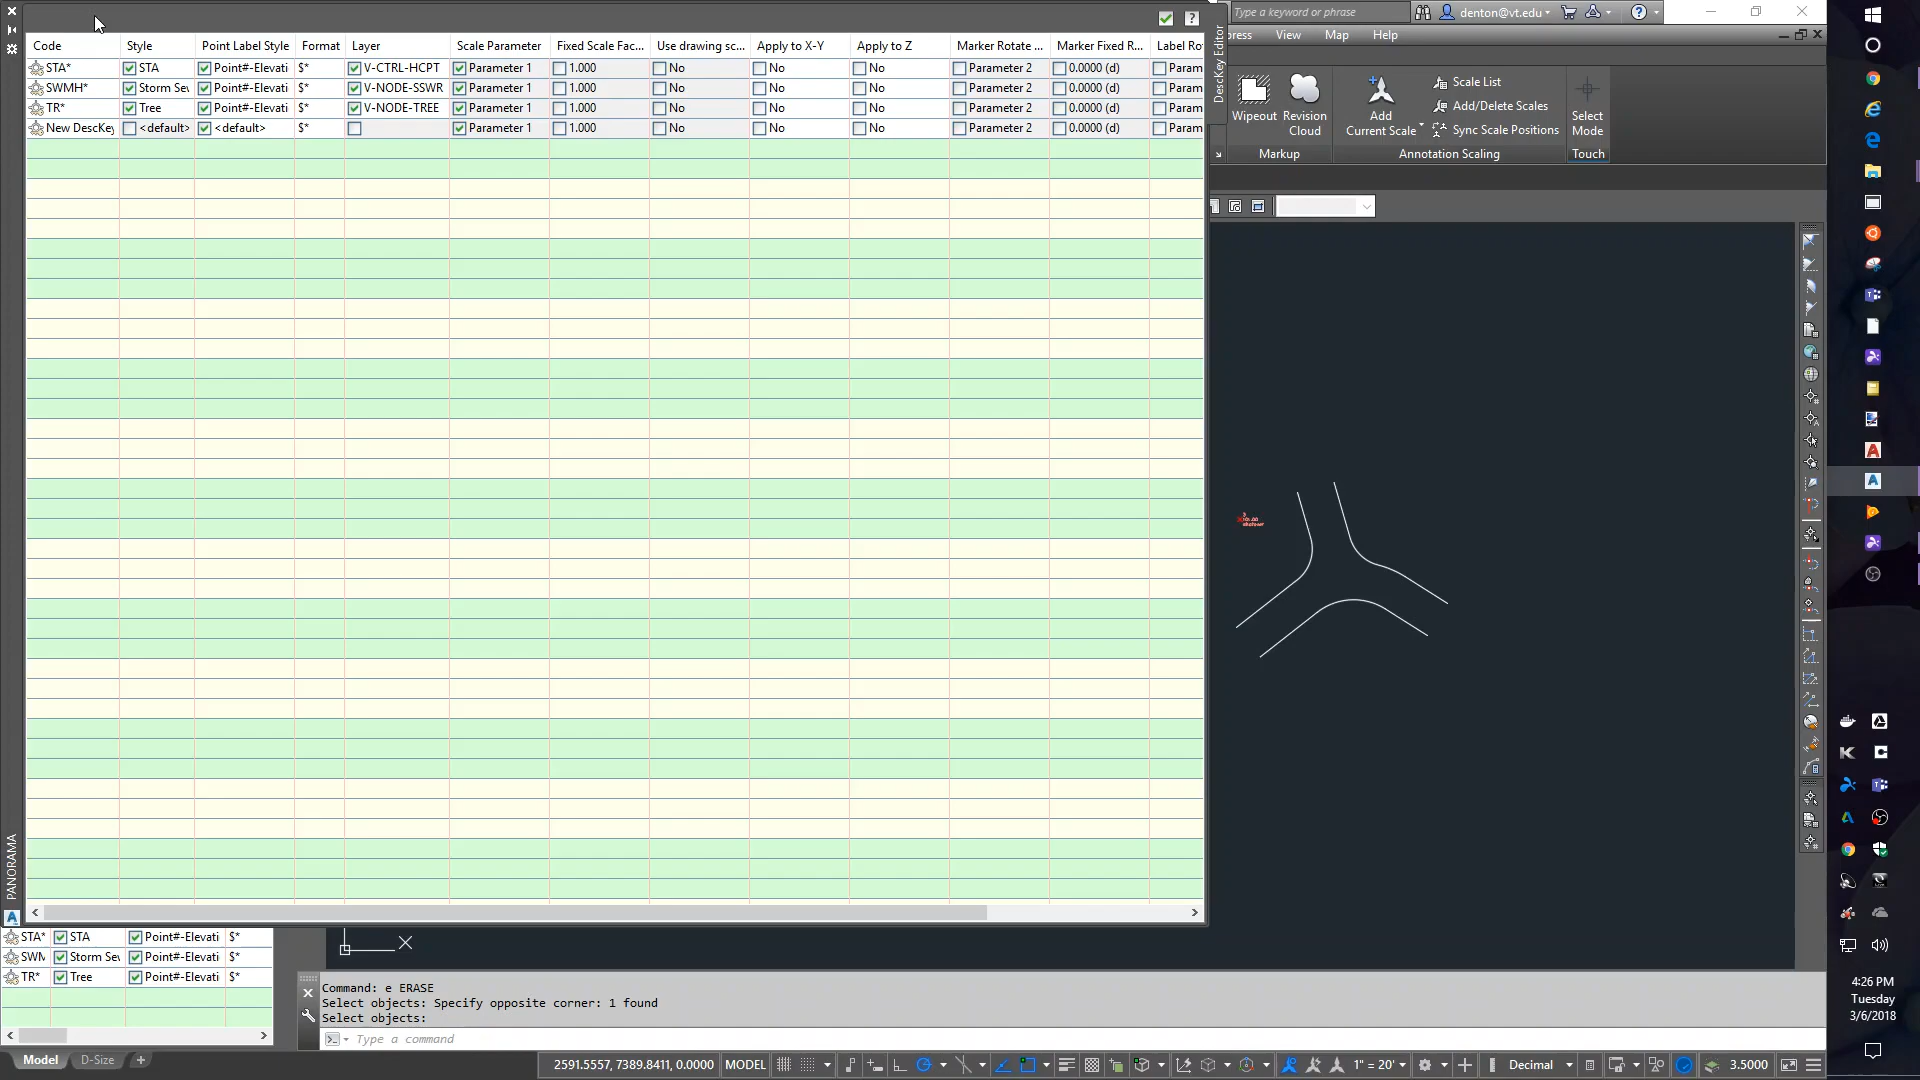 Type a keyword or phrase
denton@vt.edu
?
press View Map Help
Code Style Point Label Style Format Layer Scale Parameter Fixed Scale Fac... Use drawing sc... Apply to X-Y Apply to Z Marker Rotate ... Marker Fixed R... Label Ro
STA* STA Point#-Elevati $* V-CTRL-HCPT Parameter 1 1.000 No No No Parameter 2 0.0000 (d) Param
SWMH* Storm Sew $* Point#-Elevati V-NODE-SSWR Parameter 1 1.000 No No No Parameter 2 0.0000 (d) Param
TR* Tree Point#-Elevati $* V-NODE-TREE Parameter 1 1.000 No No No Parameter 2 0.0000 (d) Param
New DescKey <default> <default> $* Parameter 1 1.000 No No No Parameter 2 0.0000 (d) Param
DescKey Editor
Wipeout
Revision Cloud
Markup
Add Current Scale
Scale List
Add/Delete Scales
Sync Scale Positions
Annotation Scaling
Select Mode
Touch
PANORAMA
STA* STA Point#-Elevati $*
SWM Storm Sew Point#-Elevati $*
TR* Tree Point#-Elevati $*
Command: e ERASE
Select objects: Specify opposite corner: 1 found
Select objects:
Type a command
Model D-Size +
2591.5557, 7389.8411, 0.0000 MODEL
1" = 20'
Decimal
3.5000
4:26 PM
Tuesday
3/6/2018